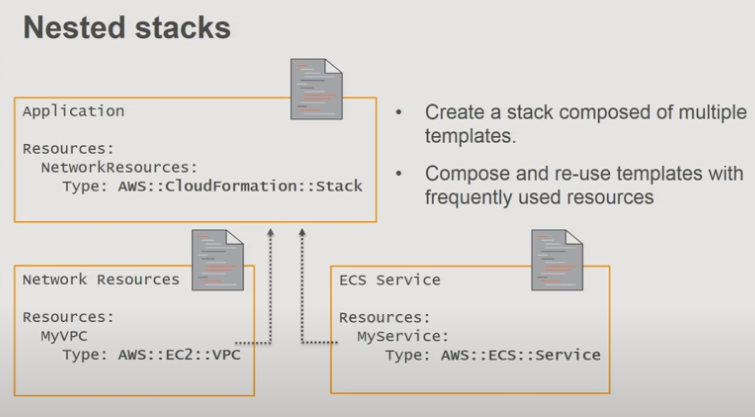 Nested stacks
Application
Resources:
NetworkResources:
Type: AWS::CloudFormation::Stack
• Create a stack composed of multiple
templates.
• Compose and re-use templates with
frequently used resources
Network Resources
Resources:
MyVPC
Type: AWS::EC2::VPC
ECS Service
Resources:
MyService:
Type: AWS::ECS::Service